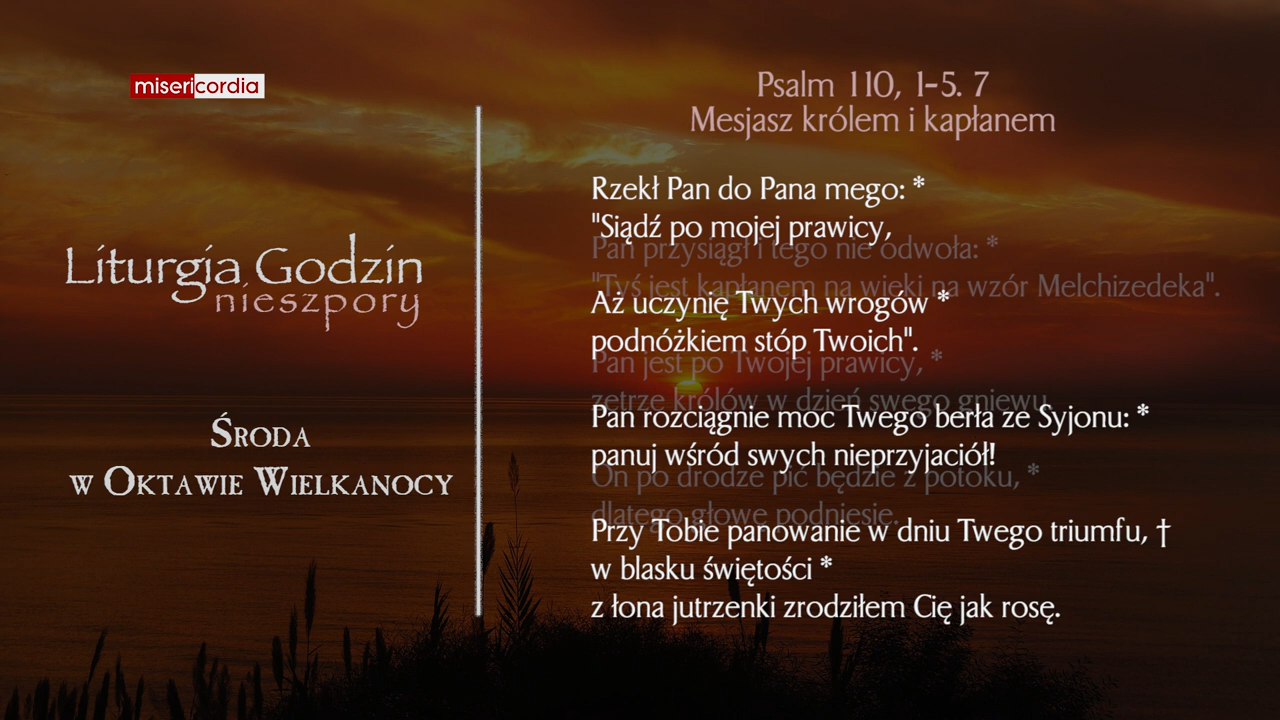 misericordia
Liturgia Godzin
nieszpory
Środa
w Oktawie Wielkanocy
Psalm 110, 1-5. 7
Mesjasz królem i kapłanem
Rzekł Pan do Pana mego: *
"Siądź po mojej prawicy,
Pan przysiągł i tego nie odwoła: *
"Tyś jest kapłanem na wieki na wzór Melchizedeka".
Aż uczynię Twych wrogów *
podnóżkiem stóp Twoich".
Pan jest po Twojej prawicy, *
zetrze królów w dzień swego gniewu.
Pan rozciągnie moc Twego berła ze Syjonu: *
panuj wśród swych nieprzyjaciół!
On po drodze pić będzie z potoku, *
dlatego głowę podniesie.
Przy Tobie panowanie w dniu Twego triumfu, †
w blasku świętości *
z łona jutrzenki zrodziłem Cię jak rosę.